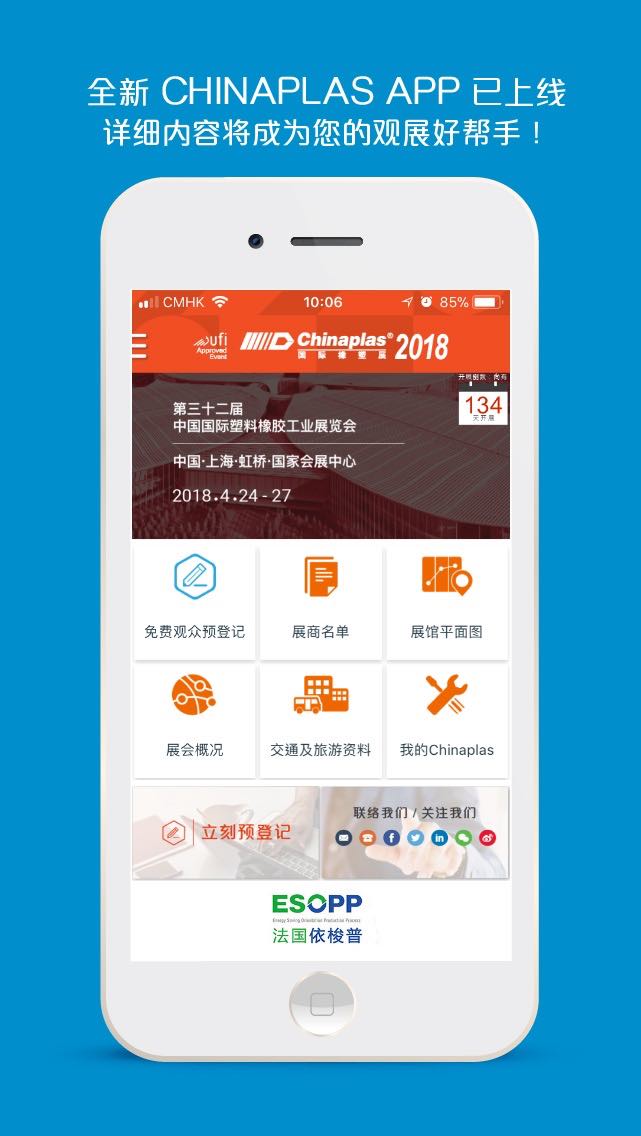 全新 CHINAPLAS APP 已上线
详细内容将成为您的观展好帮手！
CMHK 10:06 85%
ufi
Approved
Event
Chinaplas® 2018
国际橡塑展
开展倒数：尚有
134
天开展
第三十二届
中国国际塑料橡胶工业展览会
中国·上海·虹桥·国家会展中心
2018.4.24 - 27
免费观众预登记 展商名单 展馆平面图
展会概况 交通及旅游资料 我的Chinaplas
立刻预登记
联络我们 / 关注我们
ESOPP
Energy Saving Orientation Production Process
法国依梭普